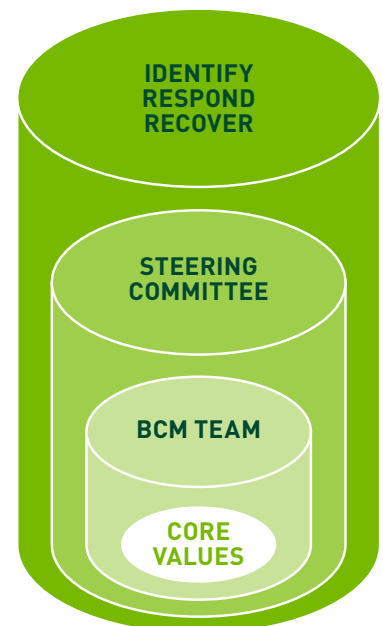 IDENTIFY
RESPOND
RECOVER
STEERING
COMMITTEE
BCM TEAM
CORE
VALUES